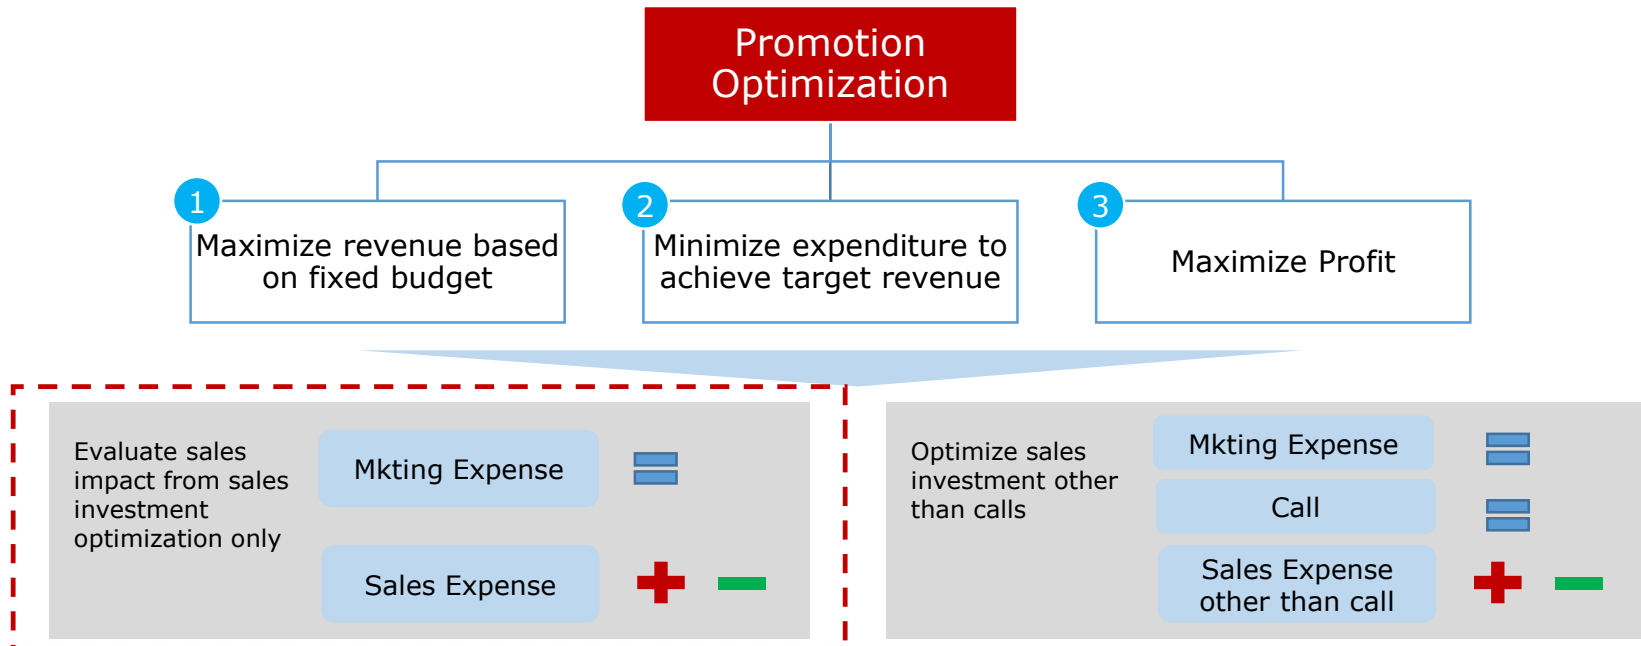 Promotion
Optimization
1
Maximize revenue based
on fixed budget
2
Minimize expenditure to
achieve target revenue
3
Maximize Profit
Evaluate sales
impact from sales
investment
optimization only
Mkting Expense
Sales Expense
Optimize sales
investment other
than calls
Mkting Expense
Call
Sales Expense
other than call